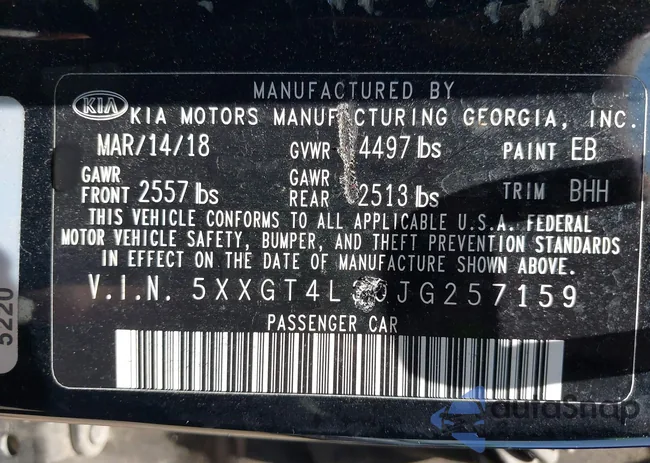 MANUFACTURED BY
KIA KIA MOTORS MANUFACTURING GEORGIA, INC.
MAR/14/18 GVWR 4497 lbs PAINT EB
GAWR FRONT 2557 lbs GAWR REAR 2513 lbs TRIM BHH
THIS VEHICLE CONFORMS TO ALL APPLICABLE U.S.A. FEDERAL
MOTOR VEHICLE SAFETY, BUMPER, AND THEFT PREVENTION STANDARDS
IN EFFECT ON THE DATE OF MANUFACTURE SHOWN ABOVE.
V.I.N.
PASSENGER CAR
5220
autoSnap